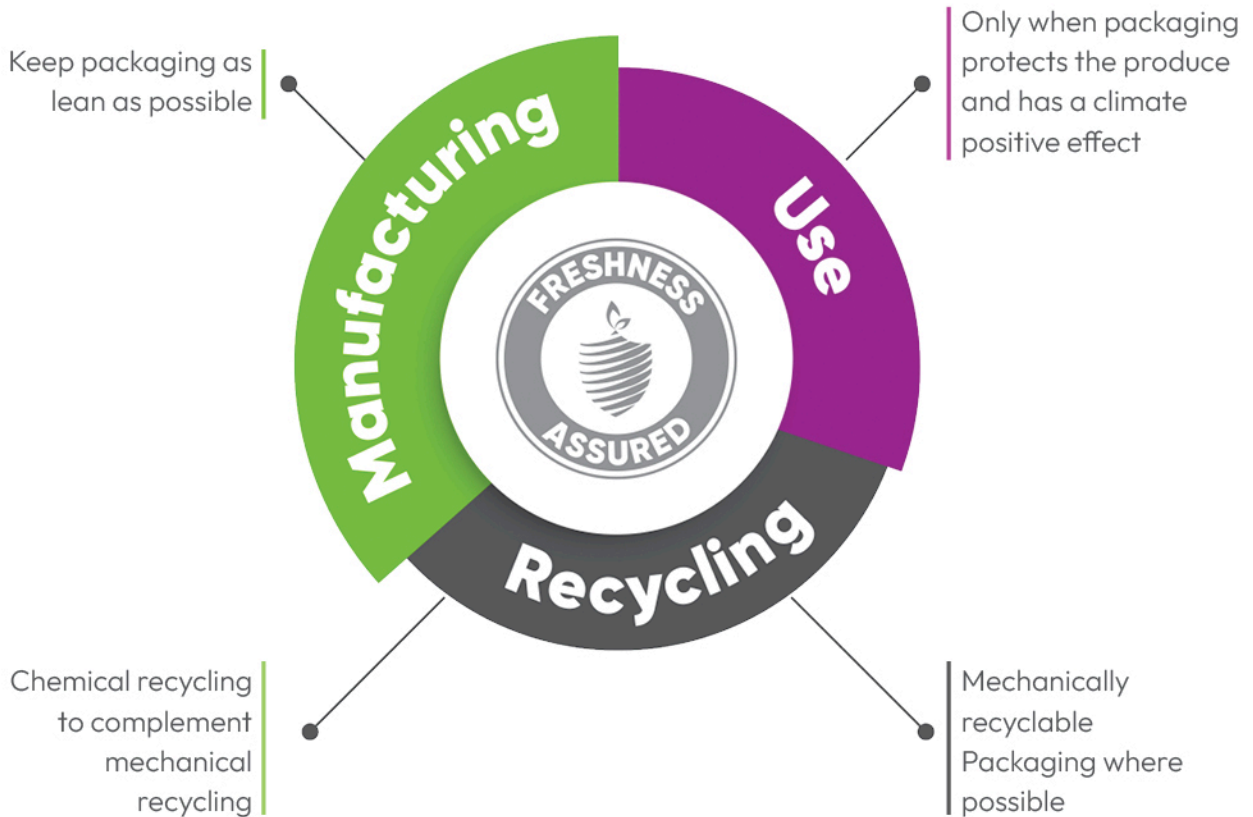 Keep packaging as
lean as possible
Only when packaging
protects the produce
and has a climate
positive effect
Manufacturing
Use
FRESHNESS
ASSURED
Recycling
Chemical recycling
to complement
mechanical
recycling
Mechanically
recyclable
Packaging where
possible